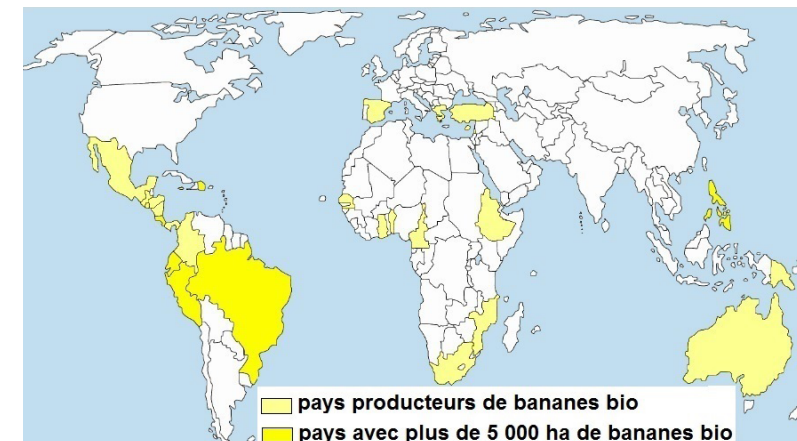 pays producteurs de bananes bio
pays avec plus de 5 000 ha de bananes bio